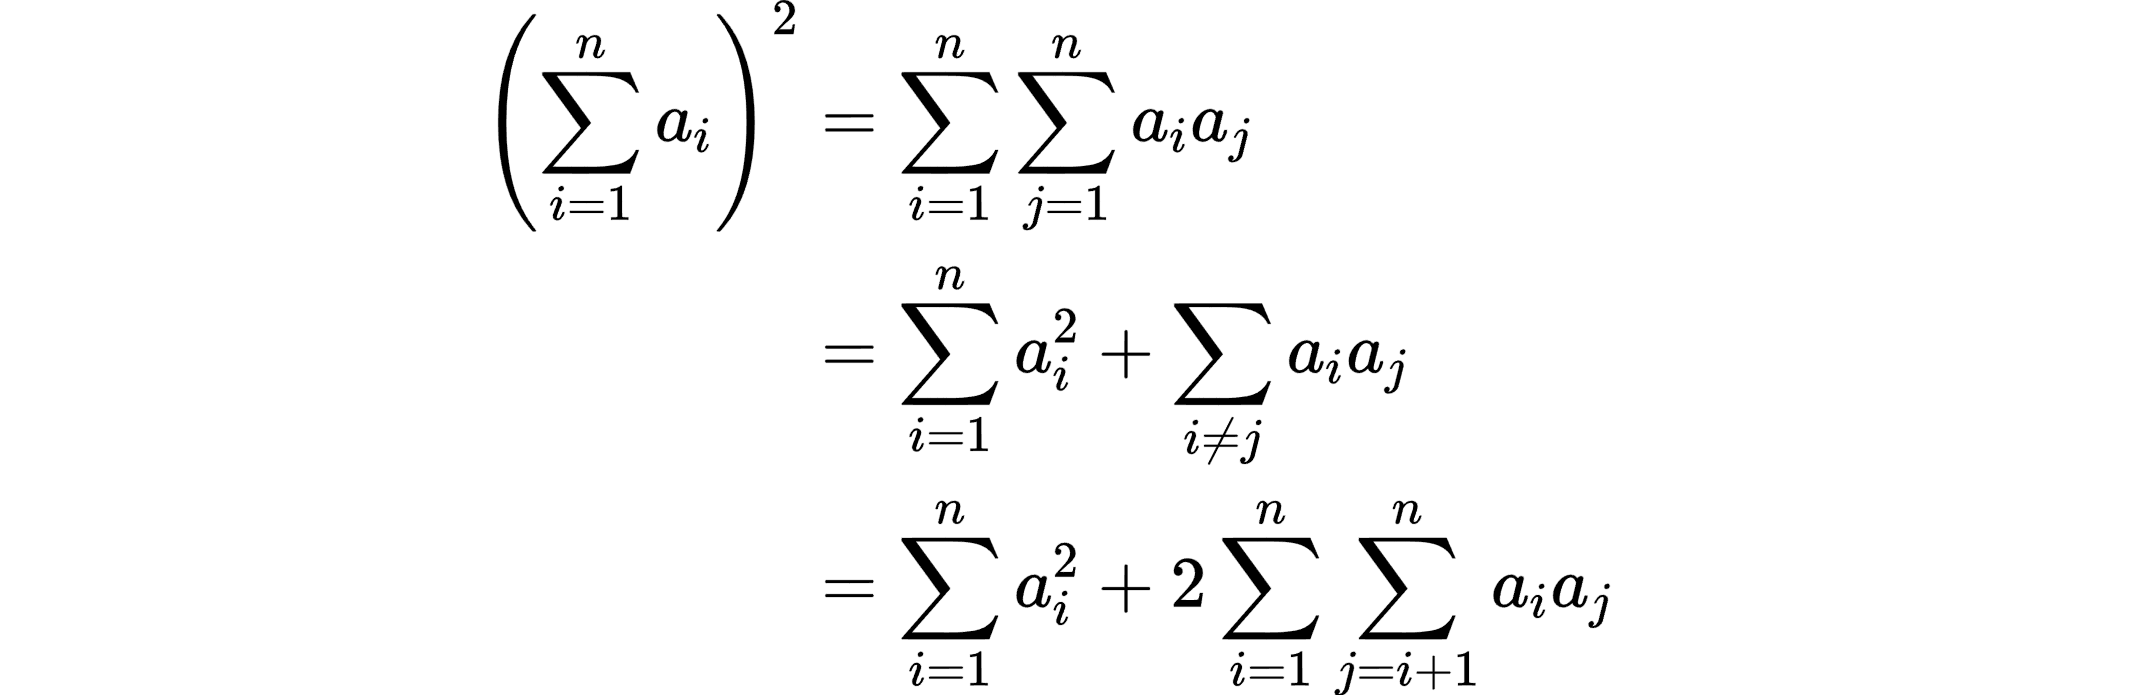 \left(\sum_{i=1}^{n} a_i\right)^2 = \sum_{i=1}^{n} \sum_{j=1}^{n} a_i a_j
= \sum_{i=1}^{n} a_i^2 + \sum_{i \neq j} a_i a_j
= \sum_{i=1}^{n} a_i^2 + 2 \sum_{i=1}^{n} \sum_{j=i+1}^{n} a_i a_j